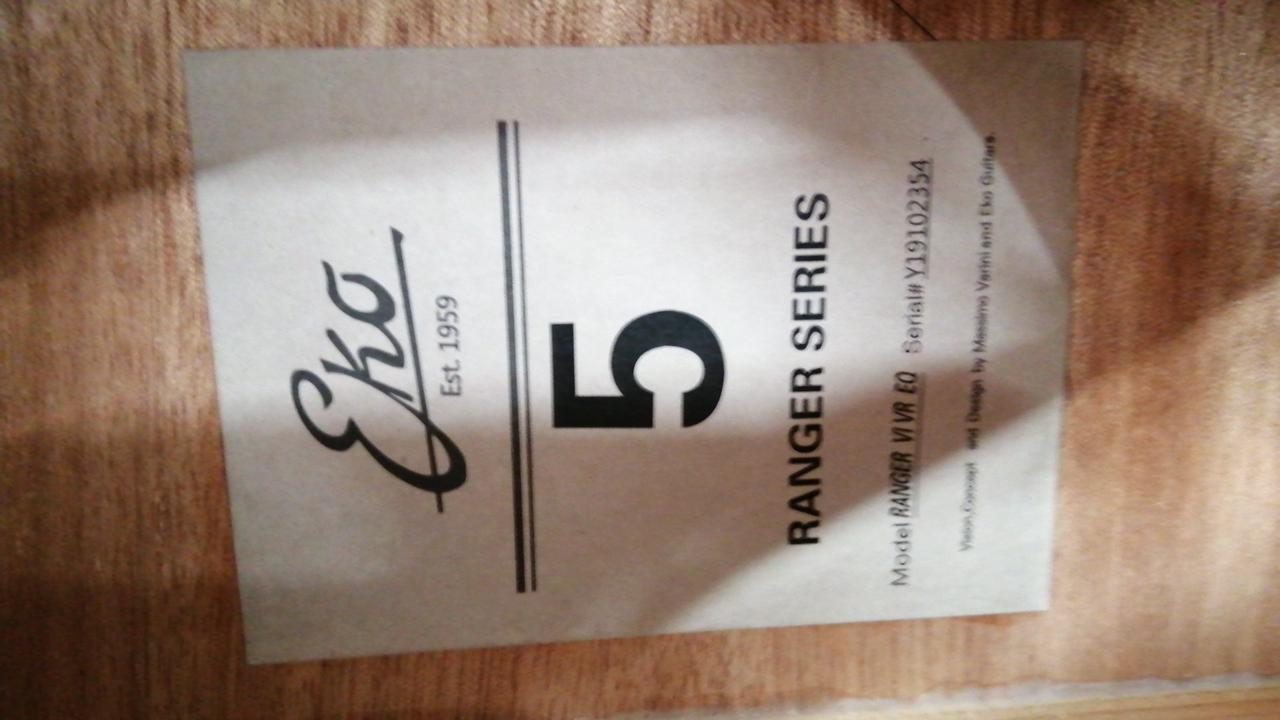 Eko
Est. 1959
5
RANGER SERIES
Model RANGER VI VR EQ Serial# Y19102354
Vision,Concept and Design by Massimo Varini and Eko Guitars.